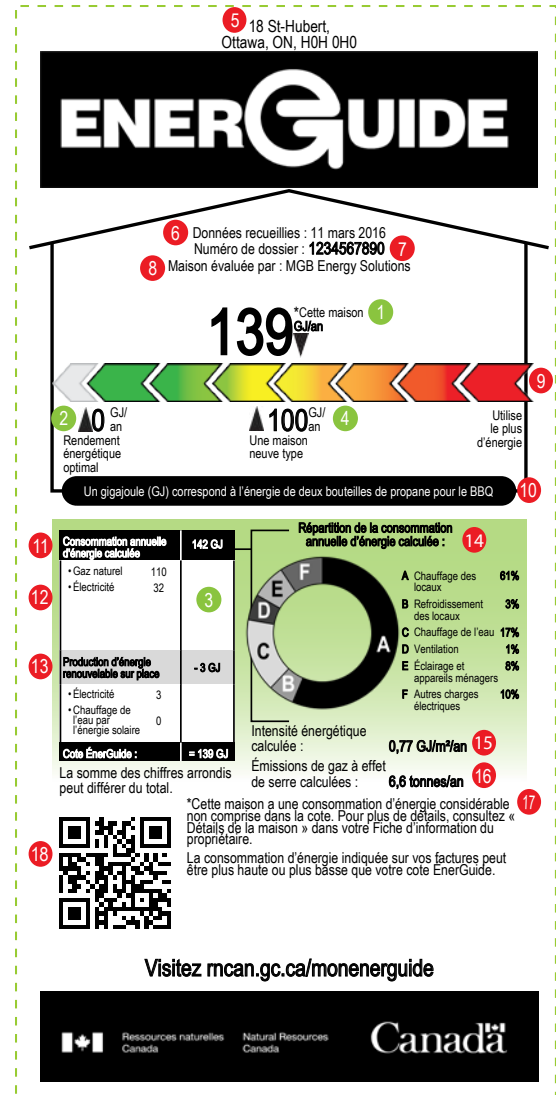 5 18 St-Hubert,
Ottawa, ON, H0H 0H0
ENERGUIDE
6 Données recueillies : 11 mars 2016
Numéro de dossier : 1234567890 7
8 Maison évaluée par : MGB Energy Solutions
139 *Cette maison 1
GJ/an
9
2 0 GJ/an
Rendement
énergétique
optimal
100 GJ/an 4
Une maison
neuve type
Utilise
le plus
d'énergie
Un gigajoule (GJ) correspond à l'énergie de deux bouteilles de propane pour le BBQ 10
11 Consommation annuelle
d'énergie calculée 142 GJ
12 • Gaz naturel 110
• Électricité 32
3
13 Production d'énergie
renouvelable sur place - 3 GJ
• Électricité 3
• Chauffage de
l'eau par
l'énergie solaire 0
Cote ÉnerGuide : = 139 GJ
La somme des chiffres arrondis
peut différer du total.
Répartition de la consommation
annuelle d'énergie calculée : 14
A
B
C
D
E
F
A Chauffage des
locaux 61%
B Refroidissement
des locaux 3%
C Chauffage de l'eau 17%
D Ventilation 1%
E Éclairage et
appareils ménagers 8%
F Autres charges
électriques 10%
Intensité énergétique
calculée : 0,77 GJ/m²/an 15
Émissions de gaz à effet
de serre calculées : 6,6 tonnes/an 16
*Cette maison a une consommation d'énergie considérable 17
non comprise dans la cote. Pour plus de détails, consultez «
Détails de la maison » dans votre Fiche d'information du
propriétaire.
La consommation d'énergie indiquée sur vos factures peut
être plus haute ou plus basse que votre cote ÉnerGuide.
18
Visitez rncan.gc.ca/monenerguide
Ressources naturelles
Canada
Natural Resources
Canada
Canada